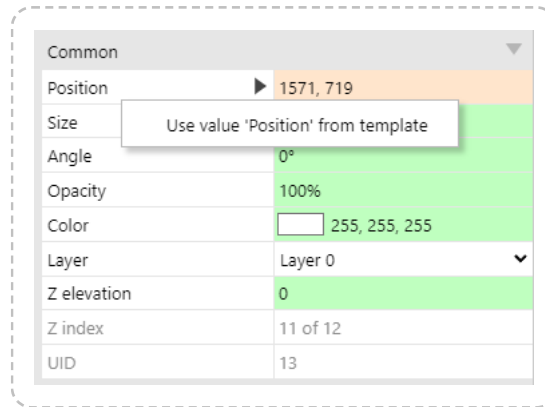 Common
Position 1571, 719
Use value 'Position' from template
Size
Angle 0°
Opacity 100%
Color 255, 255, 255
Layer Layer 0
Z elevation 0
Z index 11 of 12
UID 13